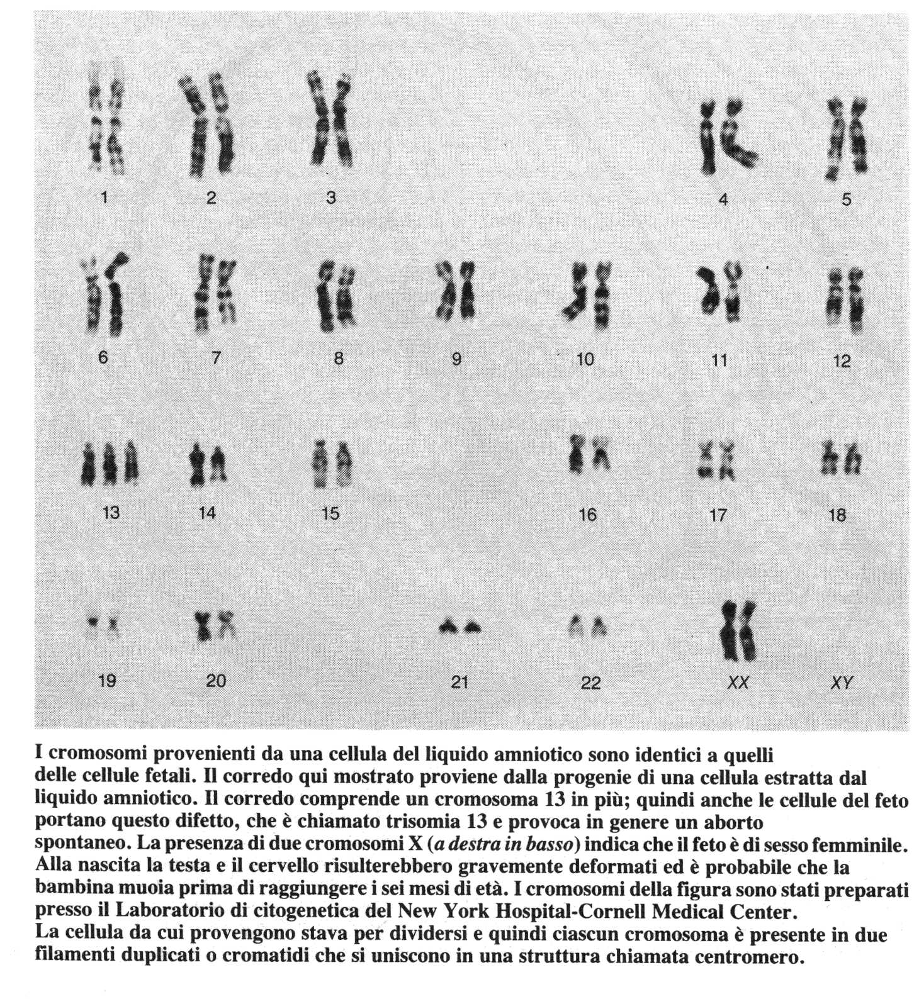 1 2 3 4 5
6 7 8 9 10 11 12
13 14 15 16 17 18
19 20 21 22 XX XY
I cromosomi provenienti da una cellula del liquido amniotico sono identici a quelli
delle cellule fetali. Il corredo qui mostrato proviene dalla progenie di una cellula estratta dal
liquido amniotico. Il corredo comprende un cromosoma 13 in più; quindi anche le cellule del feto
portano questo difetto, che è chiamato trisomia 13 e provoca in genere un aborto
spontaneo. La presenza di due cromosomi X (a destra in basso) indica che il feto è di sesso femminile.
Alla nascita la testa e il cervello risulterebbero gravemente deformati ed è probabile che la
bambina muoia prima di raggiungere i sei mesi di età. I cromosomi della figura sono stati preparati
presso il Laboratorio di citogenetica del New York Hospital-Cornell Medical Center.
La cellula da cui provengono stava per dividersi e quindi ciascun cromosoma è presente in due
filamenti duplicati o cromatidi che si uniscono in una struttura chiamata centromero.